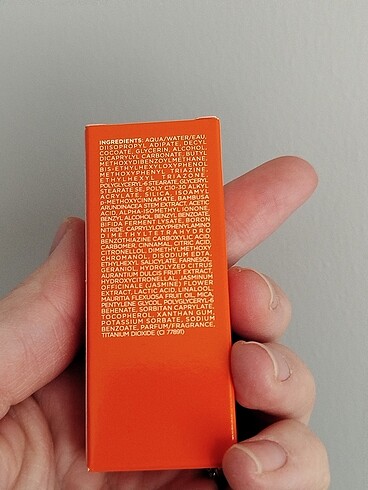 INGREDIENTS: AQUA/WATER/EAU,
DIISOPROPYL ADIPATE, DECYL
COCOATE, GLYCERIN, ALCOHOL,
DICAPRYLYL CARBONATE, BUTYL
METHOXYDIBENZOYLMETHANE,
BIS-ETHYLHEXYLOXYPHENOL
METHOXYPHENYL TRIAZINE,
ETHYLHEXYL TRIAZONE,
POLYGLYCERYL-6 STEARATE, GLYCERYL
STEARATE SE, POLY C10-30 ALKYL
ACRYLATE, SILICA, ISOAMYL
p-METHOXYCINNAMATE, BAMBUSA
ARUNDINACEA STEM EXTRACT, ACETIC
ACID, ALPHA-ISOMETHYL IONONE,
BENZYL ALCOHOL, BENZYL BENZOATE,
BIFIDA FERMENT LYSATE, BORON
NITRIDE, CAPRYLYLOXYPHENYLAMINO
DIMETHYLTETRAHYDRO
BENZOTHIAZINE CARBOXYLIC ACID,
CARBOMER, CINNAMAL, CITRIC ACID,
CITRONELLOL, DIMETHYLMETHOXY
CHROMANOL, DISODIUM EDTA,
ETHYLHEXYL SALICYLATE, FARNESOL,
GERANIOL, HYDROLYZED CITRUS
AURANTIUM DULCIS FRUIT EXTRACT,
HYDROXYCITRONELLAL, JASMINUM
OFFICINALE (JASMINE) FLOWER
EXTRACT, LACTIC ACID, LINALOOL,
MAURITIA FLEXUOSA FRUIT OIL, MICA,
PENTYLENE GLYCOL, POLYGLYCERYL-6
BEHENATE, SORBITAN CAPRYLATE,
TOCOPHEROL, XANTHAN GUM,
POTASSIUM SORBATE, SODIUM
BENZOATE, PARFUM/FRAGRANCE,
TITANIUM DIOXIDE (CI 77891)